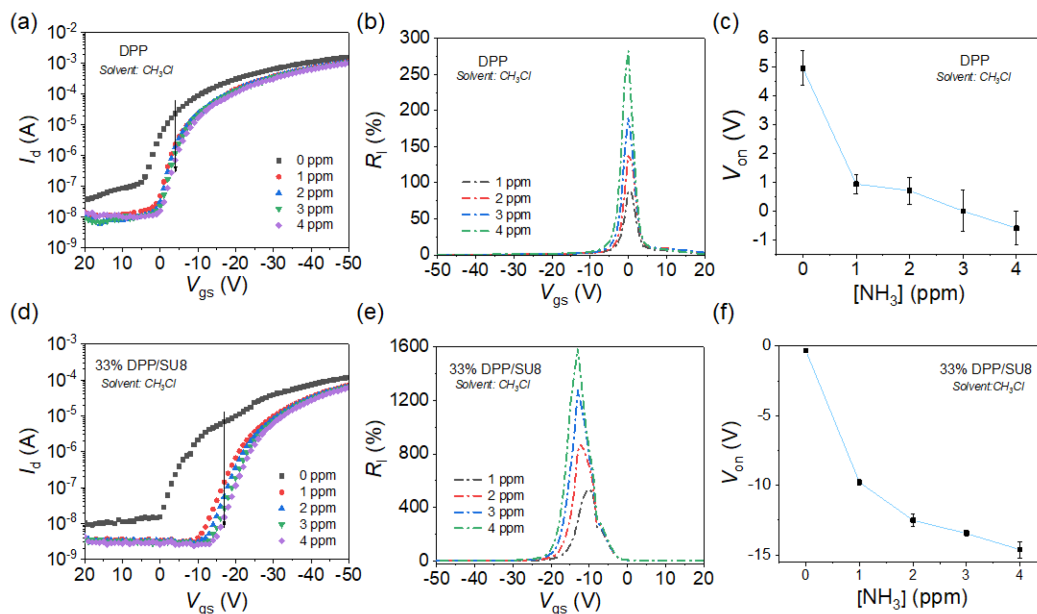 (a)
DPP
Solvent: CH₃Cl
0 ppm
1 ppm
2 ppm
3 ppm
4 ppm
10⁻²
10⁻³
10⁻⁴
10⁻⁵
10⁻⁶
10⁻⁷
10⁻⁸
10⁻⁹
Id (A)
20 10 0 -10 -20 -30 -40 -50
Vgs (V)
(b)
DPP
Solvent: CH₃Cl
1 ppm
2 ppm
3 ppm
4 ppm
300
250
200
150
100
50
0
RI (%)
-50 -40 -30 -20 -10 0 10 20
Vgs (V)
(c)
DPP
Solvent: CH₃Cl
6
5
4
3
2
1
0
-1
Von (V)
0 1 2 3 4
[NH₃] (ppm)
(d)
33% DPP/SU8
Solvent: CH₃Cl
0 ppm
1 ppm
2 ppm
3 ppm
4 ppm
10⁻³
10⁻⁴
10⁻⁵
10⁻⁶
10⁻⁷
10⁻⁸
10⁻⁹
Id (A)
20 10 0 -10 -20 -30 -40 -50
Vgs (V)
(e)
33% DPP/SU8
Solvent: CH₃Cl
1 ppm
2 ppm
3 ppm
4 ppm
1600
1200
800
400
0
RI (%)
-50 -40 -30 -20 -10 0 10 20
Vgs (V)
(f)
33% DPP/SU8
Solvent:CH₃Cl
0
-5
-10
-15
Von (V)
0 1 2 3 4
[NH₃] (ppm)